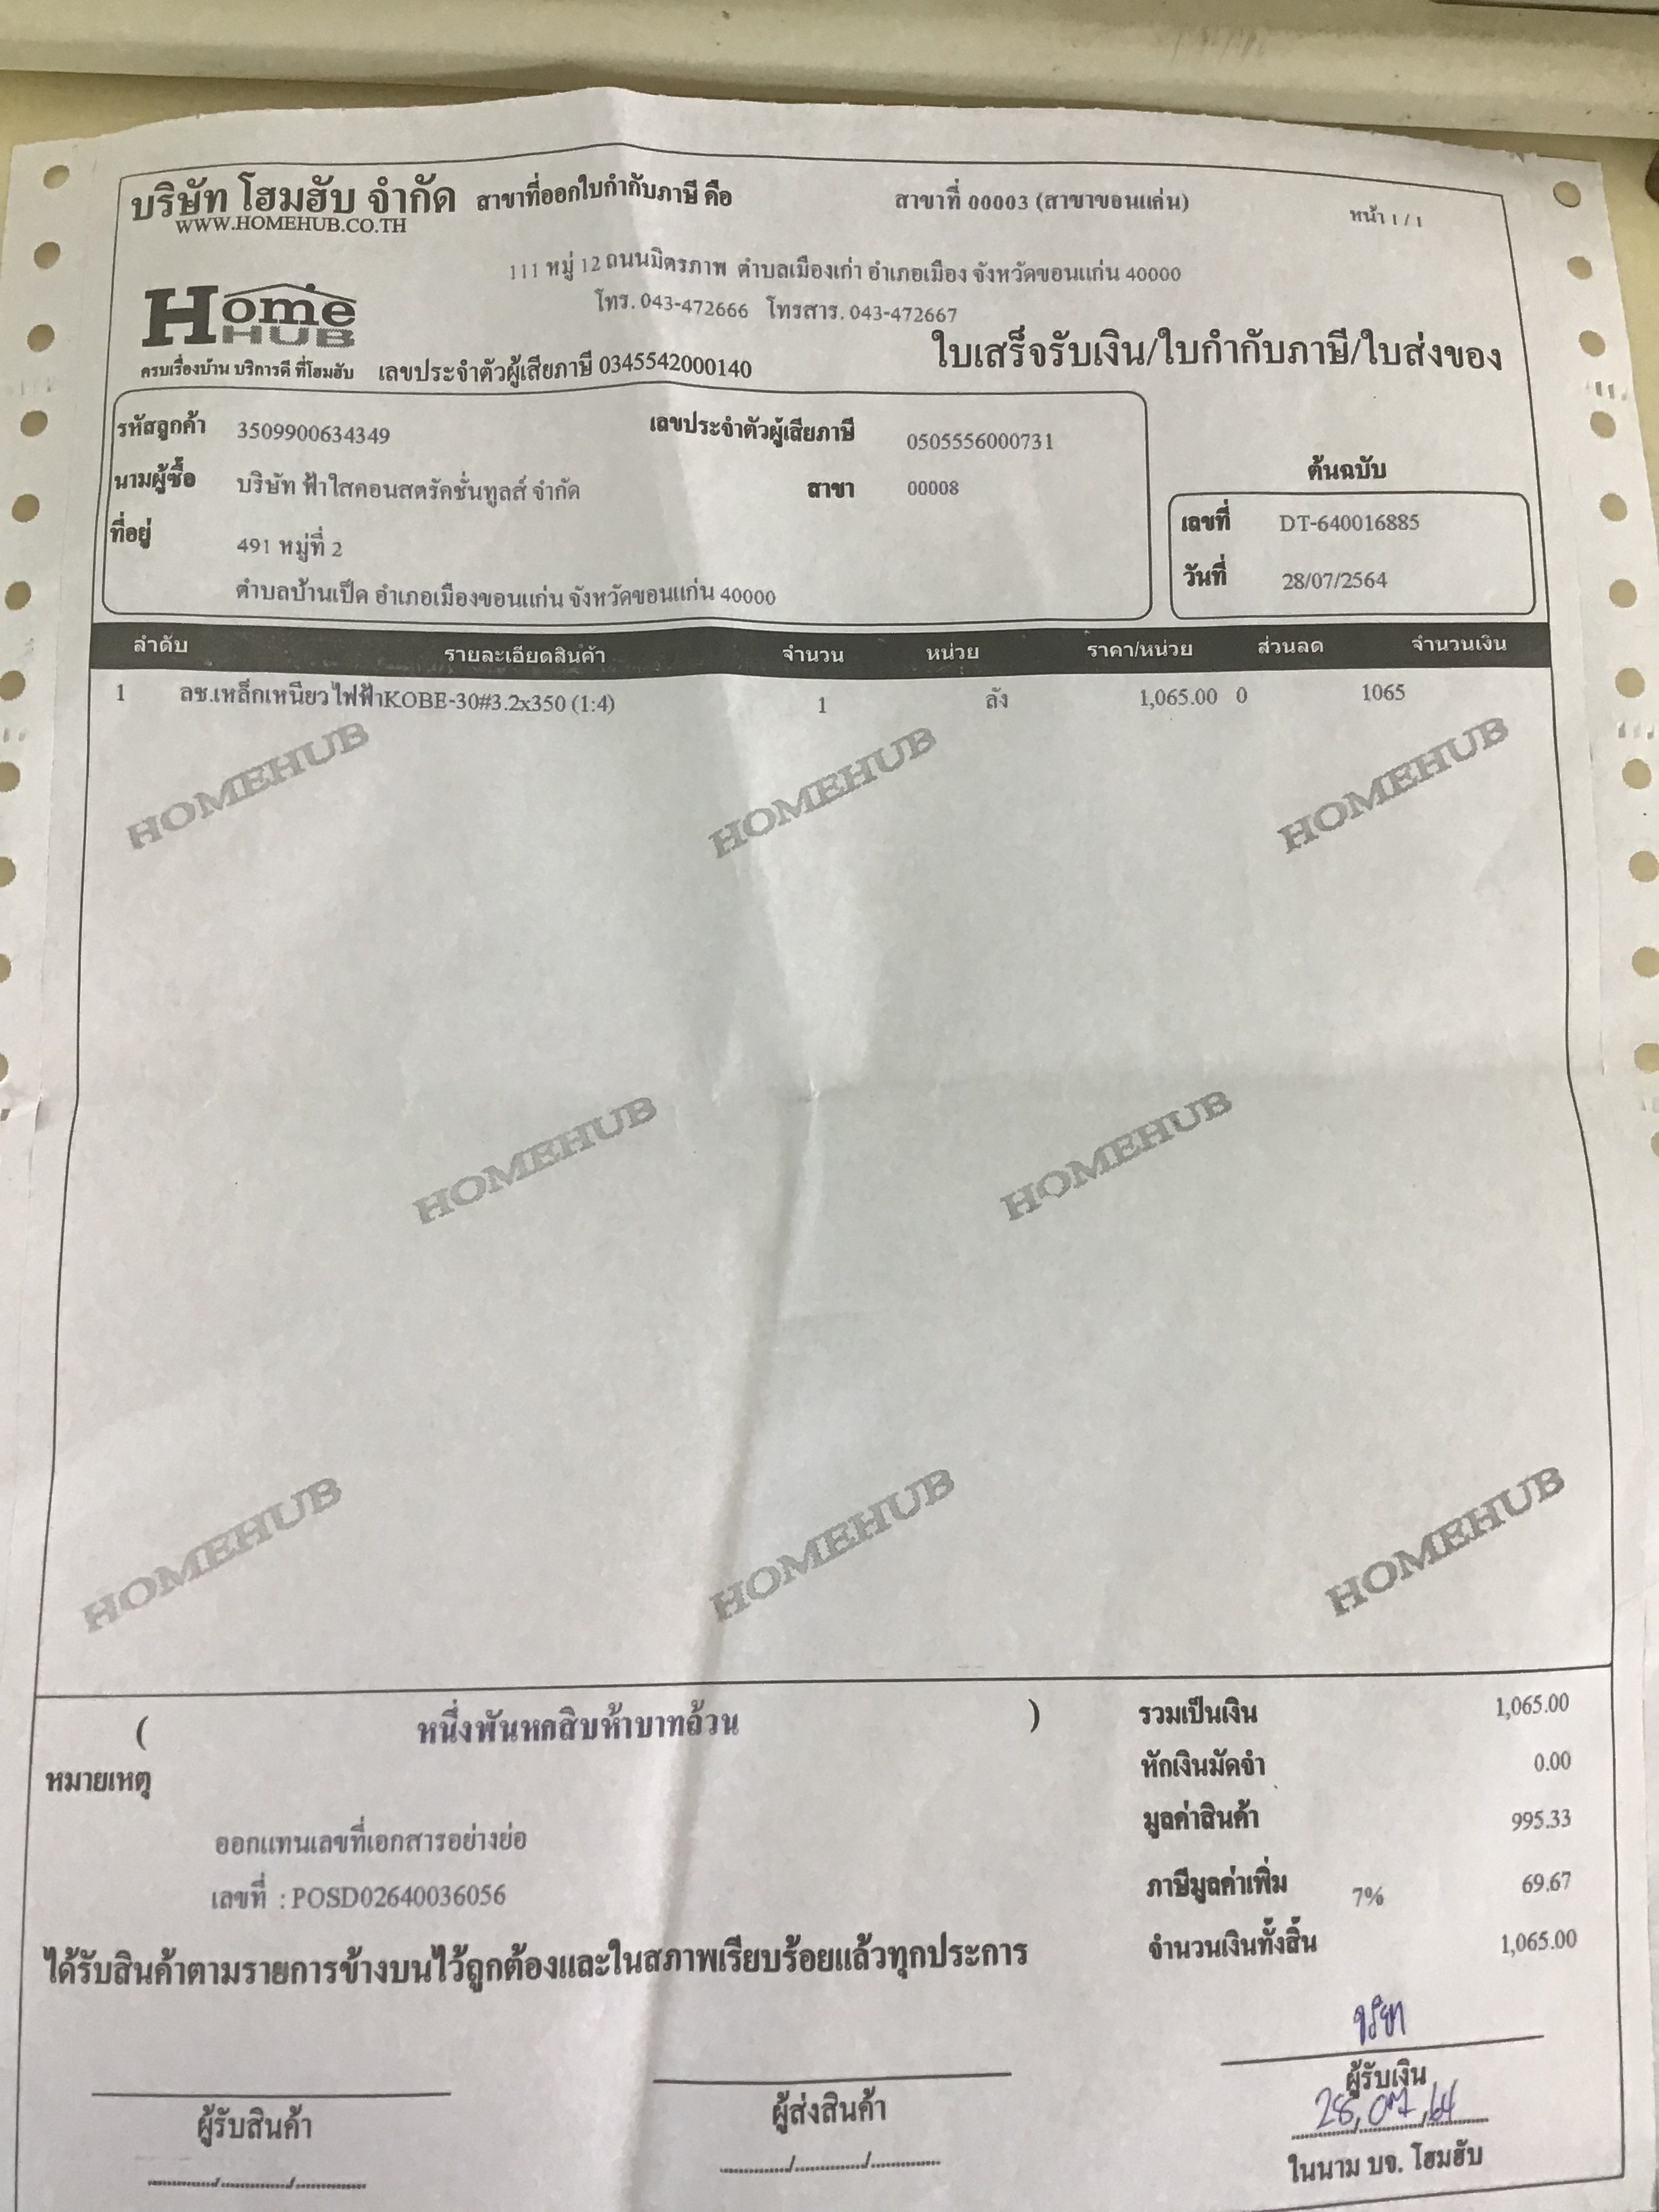 บริษัท โฮมฮับ จำกัด สาขาที่ออกใบกำกับภาษี คือ สาขาที่ 00003 (สาขาขอนแก่น) หน้า 1 / 1
WWW.HOMEHUB.CO.TH
111 หมู่ 12 ถนนมิตรภาพ ตำบลเมืองเก่า อำเภอเมือง จังหวัดขอนแก่น 40000
Home HUB
โทร. 043-472666 โทรสาร. 043-472667
ครบเรื่องบ้าน บริการดี ที่โฮมฮับ เลขประจำตัวผู้เสียภาษี 0345542000140
ใบเสร็จรับเงิน/ใบกำกับภาษี/ใบส่งของ
รหัสลูกค้า 3509900634349 เลขประจำตัวผู้เสียภาษี 0505556000731
นามผู้ซื้อ บริษัท ฟ้าใสคอนสตรัคชั่นทูลส์ จำกัด สาขา 00008
ต้นฉบับ
ที่อยู่ 491 หมู่ที่ 2
ตำบลบ้านเป็ด อำเภอเมืองขอนแก่น จังหวัดขอนแก่น 40000
เลขที่ DT-640016885
วันที่ 28/07/2564
ลำดับ รายละเอียดสินค้า จำนวน หน่วย ราคา/หน่วย ส่วนลด จำนวนเงิน
1 ลช.เหล็กเหนียวไฟฟ้าKOBE-30#3.2x350 (1:4) 1 ลัง 1,065.00 0 1065
HOMEHUB HOMEHUB HOMEHUB
HOMEHUB HOMEHUB
HOMEHUB HOMEHUB HOMEHUB
( หนึ่งพันหกสิบห้าบาทถ้วน ) รวมเป็นเงิน 1,065.00
หมายเหตุ หักเงินมัดจำ 0.00
ออกแทนเลขที่เอกสารอย่างย่อ มูลค่าสินค้า 995.33
เลขที่ : POSD02640036056 ภาษีมูลค่าเพิ่ม 7% 69.67
ได้รับสินค้าตามรายการข้างบนไว้ถูกต้องและในสภาพเรียบร้อยแล้วทุกประการ จำนวนเงินทั้งสิ้น 1,065.00
ผู้รับสินค้า ผู้ส่งสินค้า ผู้รับเงิน
......../......../........ ......../......../........ 28/07/64
ในนาม บจ. โฮมฮับ